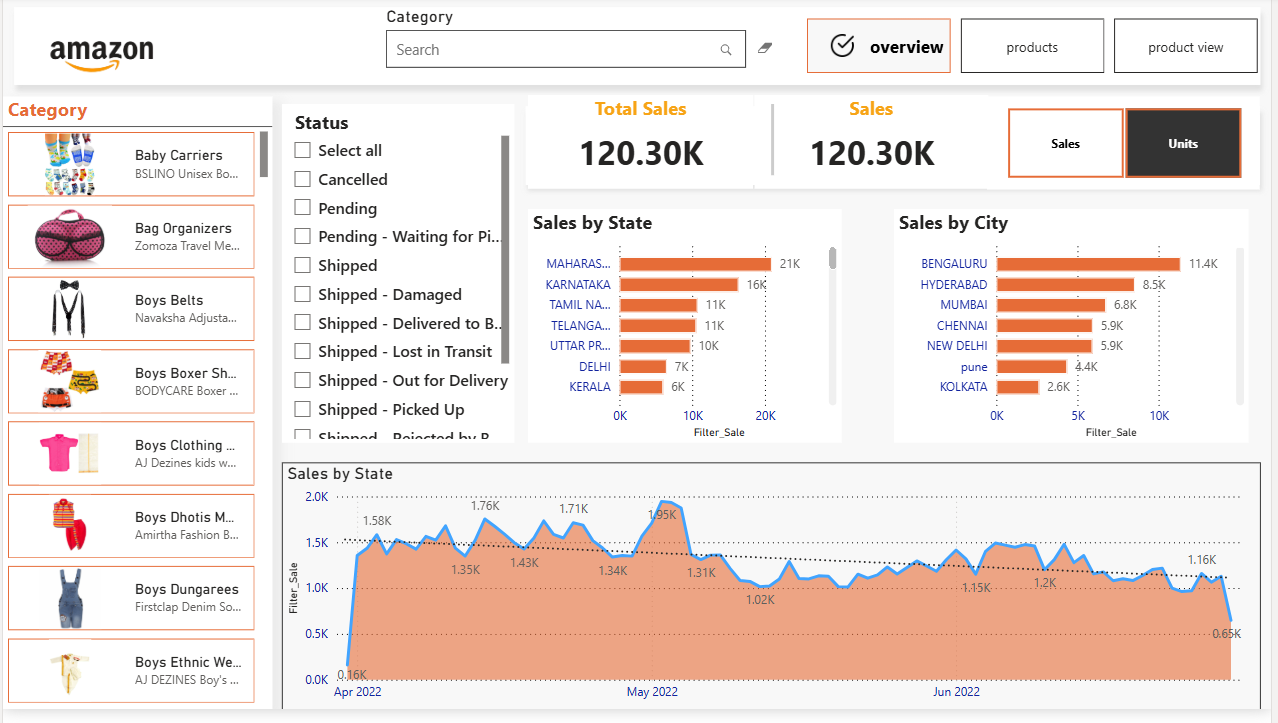 amazon
Category
Search
overview
products
product view
Category
Baby Carriers
BSLINO Unisex Bo...
Bag Organizers
Zomoza Travel Me...
Boys Belts
Navaksha Adjusta...
Boys Boxer Sh...
BODYCARE Boxer ...
Boys Clothing ...
AJ Dezines kids w...
Boys Dhotis M...
Amirtha Fashion B...
Boys Dungarees
Firstclap Denim So...
Boys Ethnic We...
AJ DEZINES Boy's ...
Status
Select all
Cancelled
Pending
Pending - Waiting for Pi...
Shipped
Shipped - Damaged
Shipped - Delivered to B...
Shipped - Lost in Transit
Shipped - Out for Delivery
Shipped - Picked Up
Shipped - Rejected by B...
Total Sales
120.30K
Sales
120.30K
Sales
Units
Sales by State
MAHARAS... 21K
KARNATAKA 16K
TAMIL NA... 11K
TELANGA... 11K
UTTAR PR... 10K
DELHI 7K
KERALA 6K
0K 10K 20K
Filter_Sale
Sales by City
BENGALURU 11.4K
HYDERABAD 8.5K
MUMBAI 6.8K
CHENNAI 5.9K
NEW DELHI 5.9K
pune 4.4K
KOLKATA 2.6K
0K 5K 10K
Filter_Sale
Sales by State
Filter_Sale
2.0K
1.5K
1.0K
0.5K
0.0K
0.16K
1.58K
1.35K
1.76K
1.43K
1.71K
1.34K
1.95K
1.31K
1.02K
1.15K
1.2K
1.16K
0.65K
Apr 2022 May 2022 Jun 2022